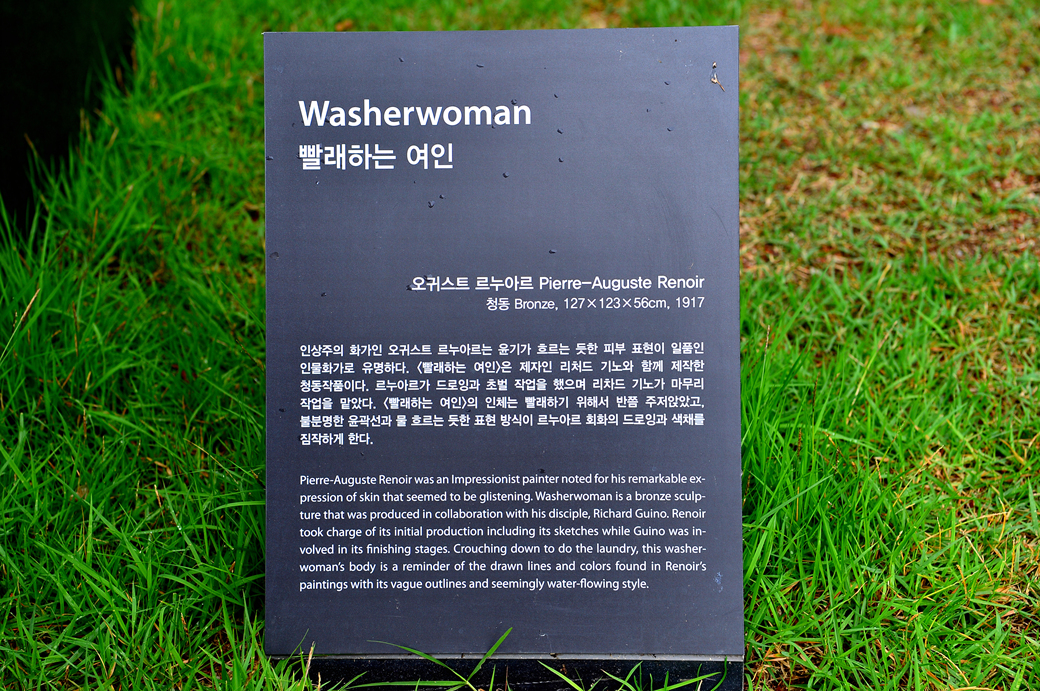 Washerwoman
빨래하는 여인
오귀스트 르누아르 Pierre-Auguste Renoir
청동 Bronze, 127×123×56cm, 1917
인상주의 화가인 오귀스트 르누아르는 윤기가 흐르는 듯한 피부 표현이 일품인
인물화가로 유명하다. 〈빨래하는 여인〉은 제자인 리처드 기노와 함께 제작한
청동작품이다. 르누아르가 드로잉과 초벌 작업을 했으며 리차드 기노가 마무리
작업을 맡았다. 〈빨래하는 여인〉의 인체는 빨래하기 위해서 반쯤 주저앉았고,
불분명한 윤곽선과 물 흐르는 듯한 표현 방식이 르누아르 회화의 드로잉과 색채를
짐작하게 한다.
Pierre-Auguste Renoir was an Impressionist painter noted for his remarkable ex-
pression of skin that seemed to be glistening. Washerwoman is a bronze sculp-
ture that was produced in collaboration with his disciple, Richard Guino. Renoir
took charge of its initial production including its sketches while Guino was in-
volved in its finishing stages. Crouching down to do the laundry, this washer-
woman's body is a reminder of the drawn lines and colors found in Renoir's
paintings with its vague outlines and seemingly water-flowing style.